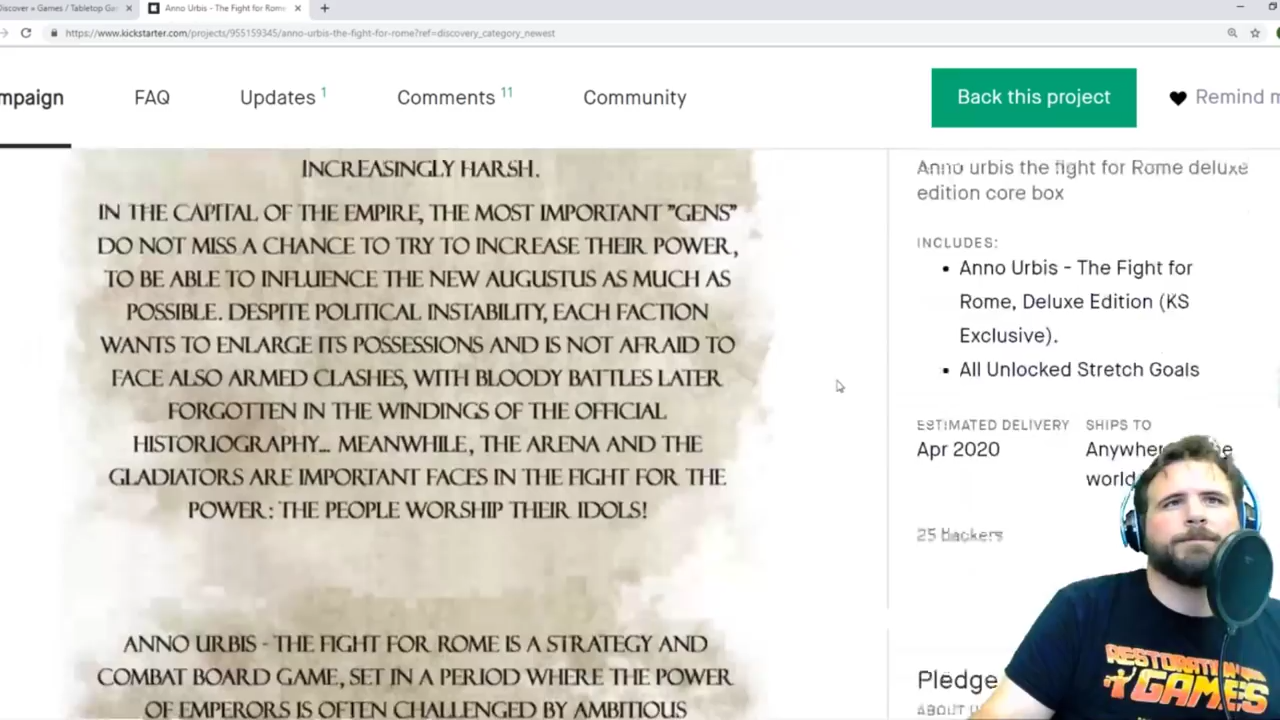 Discover » Games / Tabletop Ga
Anno Urbis - The Fight for Rome
https://www.kickstarter.com/projects/955159345/anno-urbis-the-fight-for-rome?ref=discovery_category_newest
mpaign
FAQ
Updates 1
Comments 11
Community
Back this project
Remind m
INCREASINGLY HARSH.
IN THE CAPITAL OF THE EMPIRE, THE MOST IMPORTANT "GENS"
DO NOT MISS A CHANCE TO TRY TO INCREASE THEIR POWER,
TO BE ABLE TO INFLUENCE THE NEW AUGUSTUS AS MUCH AS
POSSIBLE. DESPITE POLITICAL INSTABILITY, EACH FACTION
WANTS TO ENLARGE ITS POSSESSIONS AND IS NOT AFRAID TO
FACE ALSO ARMED CLASHES, WITH BLOODY BATTLES LATER
FORGOTTEN IN THE WINDINGS OF THE OFFICIAL
HISTORIOGRAPHY... MEANWHILE, THE ARENA AND THE
GLADIATORS ARE IMPORTANT FACES IN THE FIGHT FOR THE
POWER: THE PEOPLE WORSHIP THEIR IDOLS!
ANNO URBIS - THE FIGHT FOR ROME IS A STRATEGY AND
COMBAT BOARD GAME, SET IN A PERIOD WHERE THE POWER
OF EMPERORS IS OFTEN CHALLENGED BY AMBITIOUS
Anno urbis the fight for Rome deluxe
edition core box
INCLUDES:
• Anno Urbis - The Fight for
Rome, Deluxe Edition (KS
Exclusive).
• All Unlocked Stretch Goals
ESTIMATED DELIVERY
Apr 2020
SHIPS TO
Anywhere e
world
25 backers
Pledge
ABOUT U
RESTORATION
GAMES